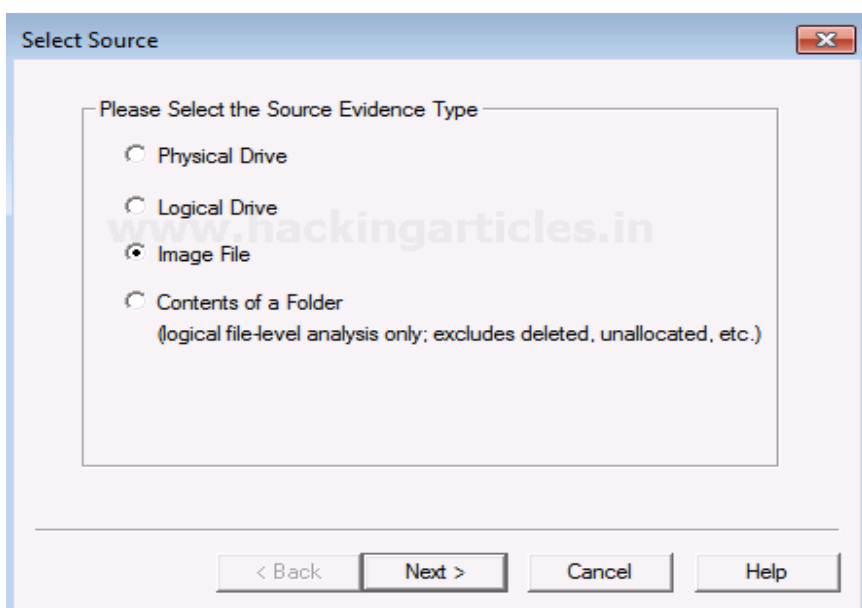 Select Source
Please Select the Source Evidence Type
Physical Drive
Logical Drive
www.hackingarticles.in
Image File
Contents of a Folder
(logical file-level analysis only; excludes deleted, unallocated, etc.)
< Back
Next >
Cancel
Help